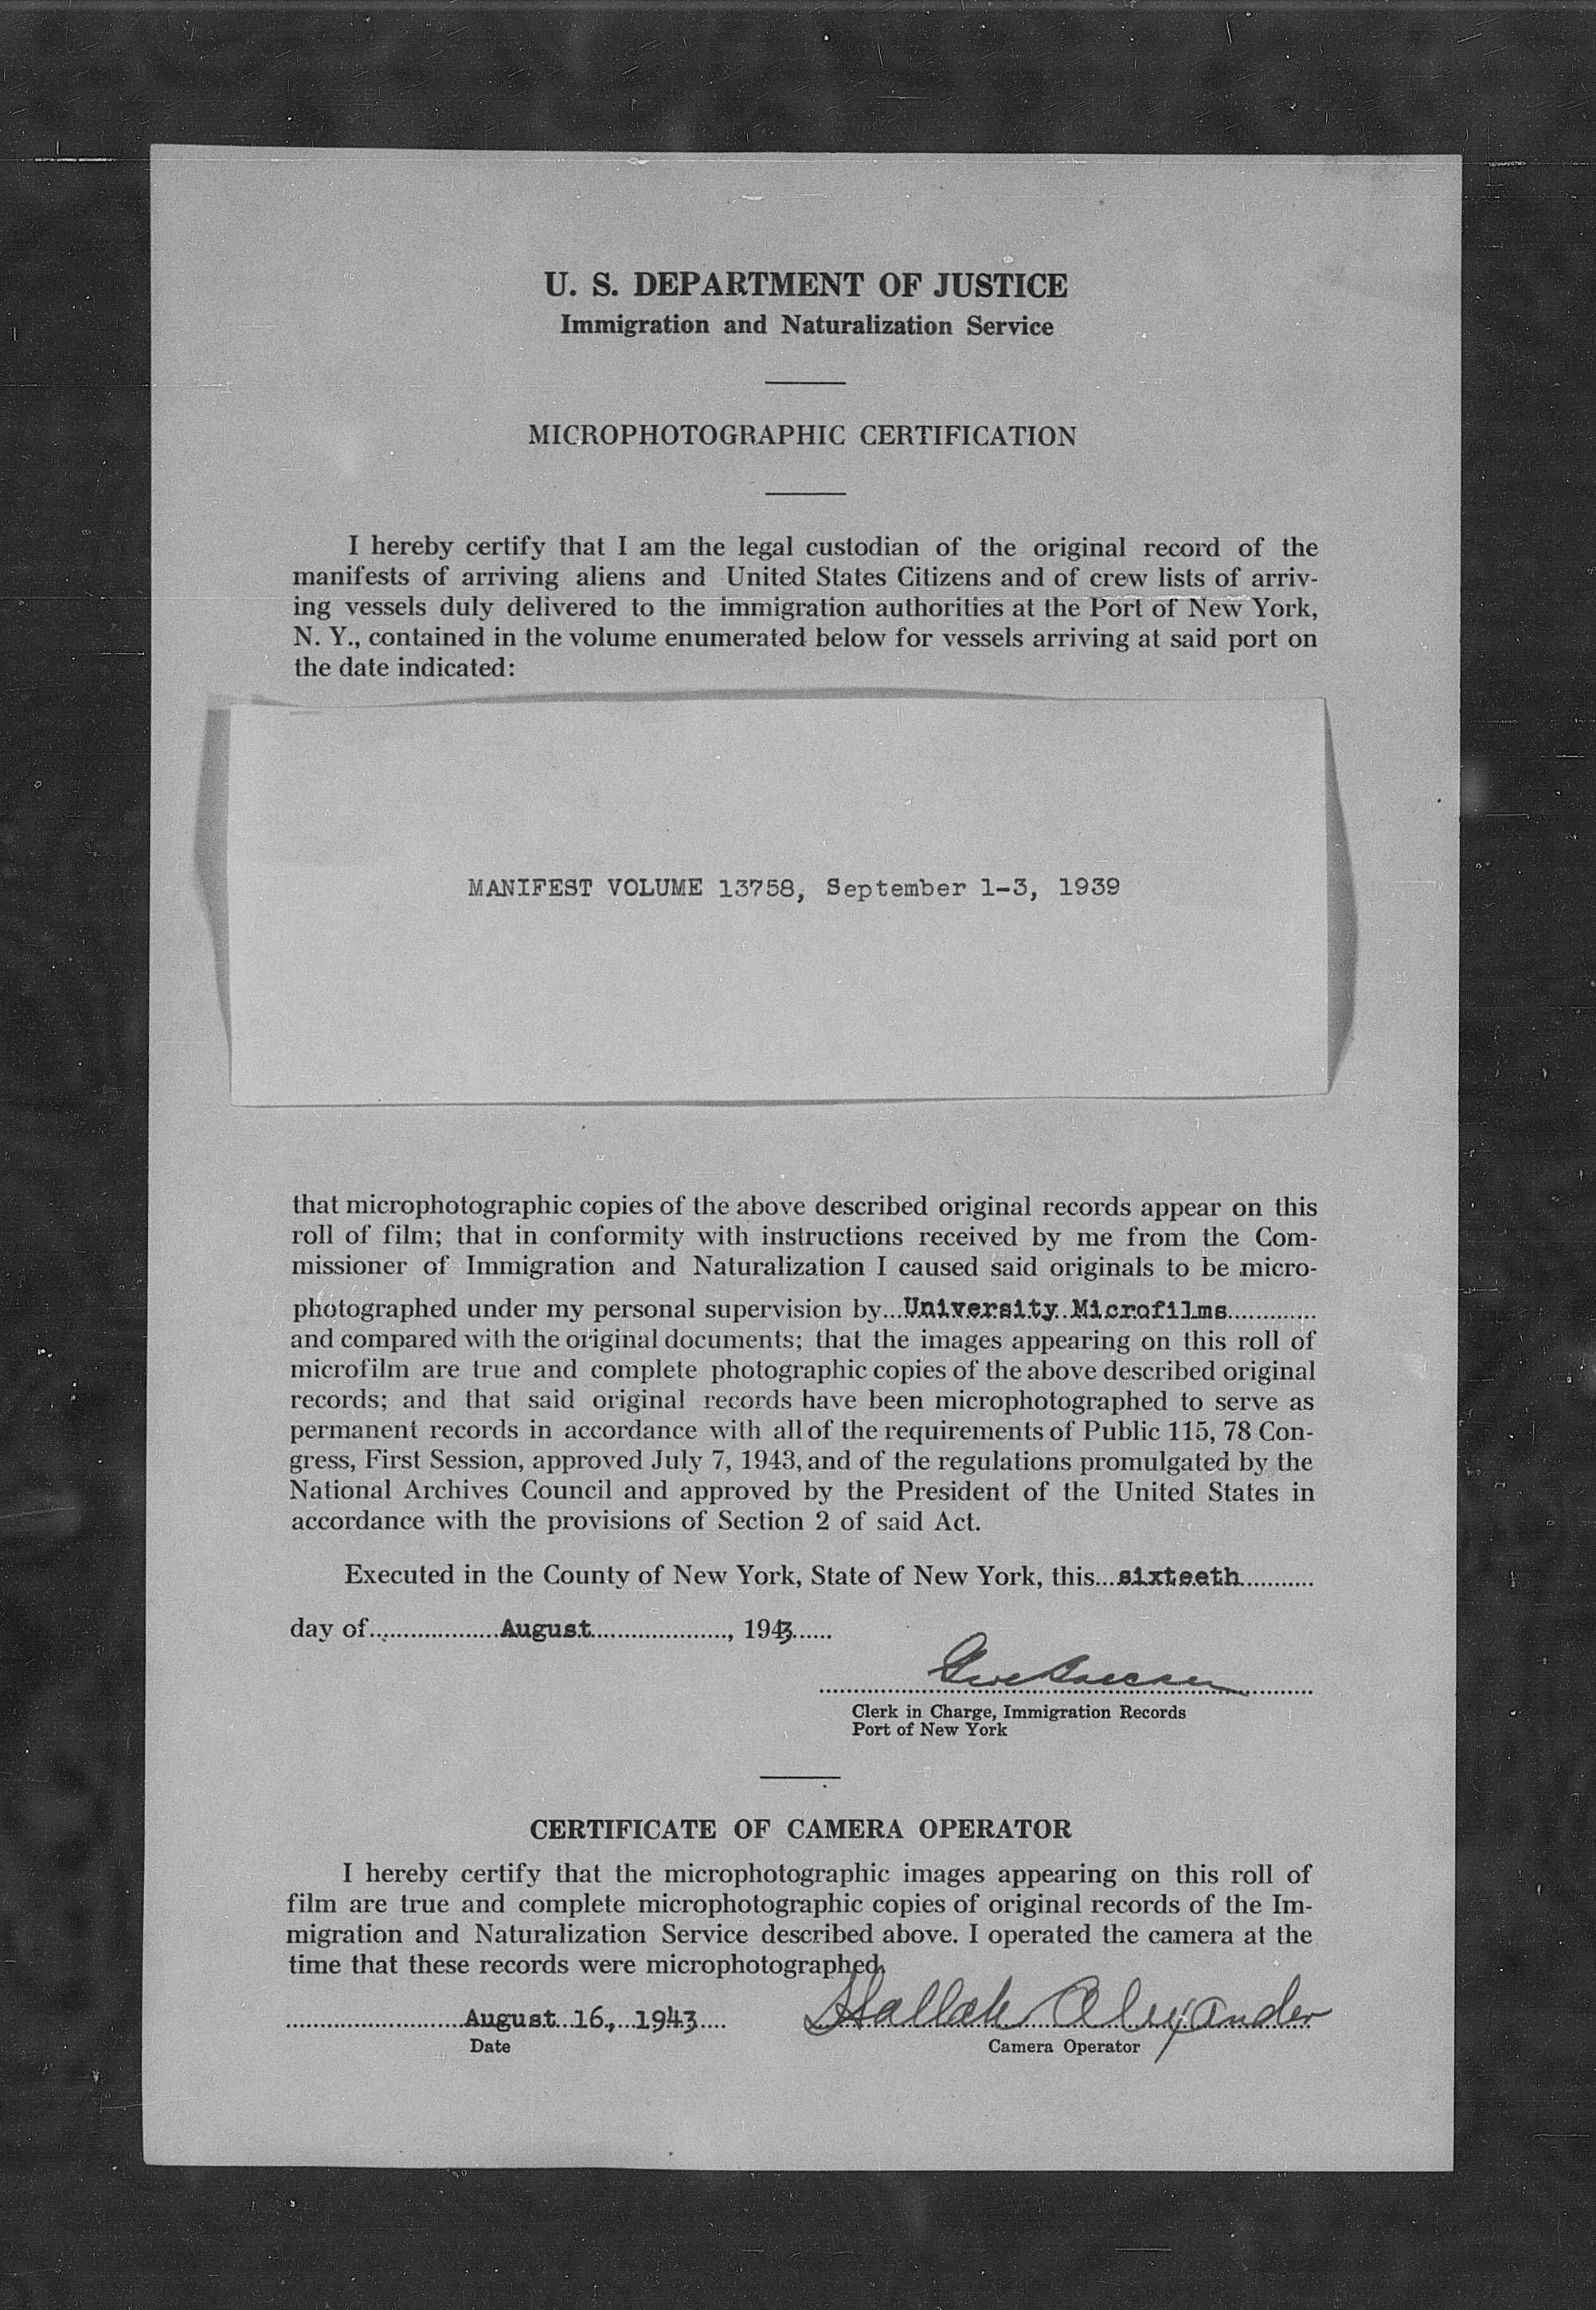 U. S. DEPARTMENT OF JUSTICE
Immigration and Naturalization Service
MICROPHOTOGRAPHIC CERTIFICATION
I hereby certify that I am the legal custodian of the original record of the
manifests of arriving aliens and United States Citizens and of crew lists of arriv-
ing vessels duly delivered to the immigration authorities at the Port of New York,
N. Y., contained in the volume enumerated below for vessels arriving at said port on
the date indicated:
MANIFEST VOLUME 13758, September 1-3, 1939
that microphotographic copies of the above described original records appear on this
roll of film; that in conformity with instructions received by me from the Com-
missioner of Immigration and Naturalization I caused said originals to be micro-
photographed under my personal supervision by...University Microfilms............
and compared with the original documents; that the images appearing on this roll of
microfilm are true and complete photographic copies of the above described original
records; and that said original records have been microphotographed to serve as
permanent records in accordance with all of the requirements of Public 115, 78 Con-
gress, First Session, approved July 7, 1943, and of the regulations promulgated by the
National Archives Council and approved by the President of the United States in
accordance with the provisions of Section 2 of said Act.
Executed in the County of New York, State of New York, this...sixteeth..........
day of...................August....................., 1943......
Clerk in Charge, Immigration Records
Port of New York
CERTIFICATE OF CAMERA OPERATOR
I hereby certify that the microphotographic images appearing on this roll of
film are true and complete microphotographic copies of original records of the Im-
migration and Naturalization Service described above. I operated the camera at the
time that these records were microphotographed.
..........................August 16, 1943.... Alexander
Date Camera Operator